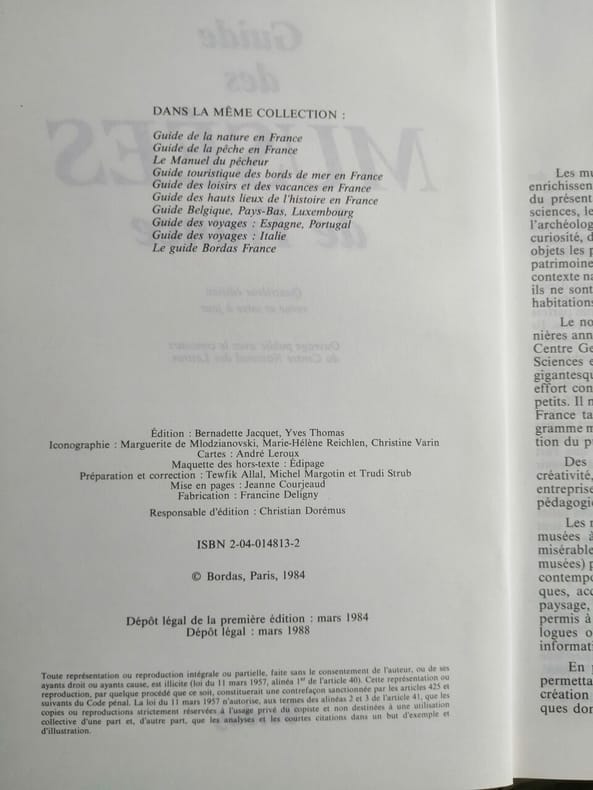 DANS LA MÊME COLLECTION :
Guide de la nature en France
Guide de la pêche en France
Le Manuel du pêcheur
Guide touristique des bords de mer en France
Guide des loisirs et des vacances en France
Guide des hauts lieux de l'histoire en France
Guide Belgique, Pays-Bas, Luxembourg
Guide des voyages : Espagne, Portugal
Guide des voyages : Italie
Le guide Bordas France
Édition : Bernadette Jacquet, Yves Thomas
Iconographie : Marguerite de Mlodzianovski, Marie-Hélène Reichlen, Christine Varin
Cartes : André Leroux
Maquette des hors-texte : Édipage
Préparation et correction : Tewfik Allal, Michel Margotin et Trudi Strub
Mise en pages : Jeanne Courjeaud
Fabrication : Francine Deligny
Responsable d'édition : Christian Dorémus
ISBN 2-04-014813-2
© Bordas, Paris, 1984
Dépôt légal de la première édition : mars 1984
Dépôt légal : mars 1988
Toute représentation ou reproduction intégrale ou partielle, faite sans le consentement de l'auteur, ou de ses
ayants droit ou ayants cause, est illicite (loi du 11 mars 1957, alinéa 1er de l'article 40). Cette représentation ou
reproduction, par quelque procédé que ce soit, constituerait une contrefaçon sanctionnée par les articles 425 et
suivants du Code pénal. La loi du 11 mars 1957 n'autorise, aux termes des alinéas 2 et 3 de l'article 41, que les
copies ou reproductions strictement réservées à l'usage privé du copiste et non destinées à une utilisation
collective d'une part et, d'autre part, que les analyses et les courtes citations dans un but d'exemple et
d'illustration.
Les mu
enrichissen
du présent
sciences, le
l'archéolog
curiosité, d
objets les p
patrimoine
contexte na
ils ne sont
habitations
Le no
nières ann
Centre Ge
Sciences e
gigantesqu
effort con
petits. Il n
France ta
gramme m
tion du p
Des
créativité,
entreprise
pédagogi
Les m
musées à
misérable
musées) p
contempo
ques, acc
paysage,
permis à
logues o
informati
En p
permetta
création
ques don